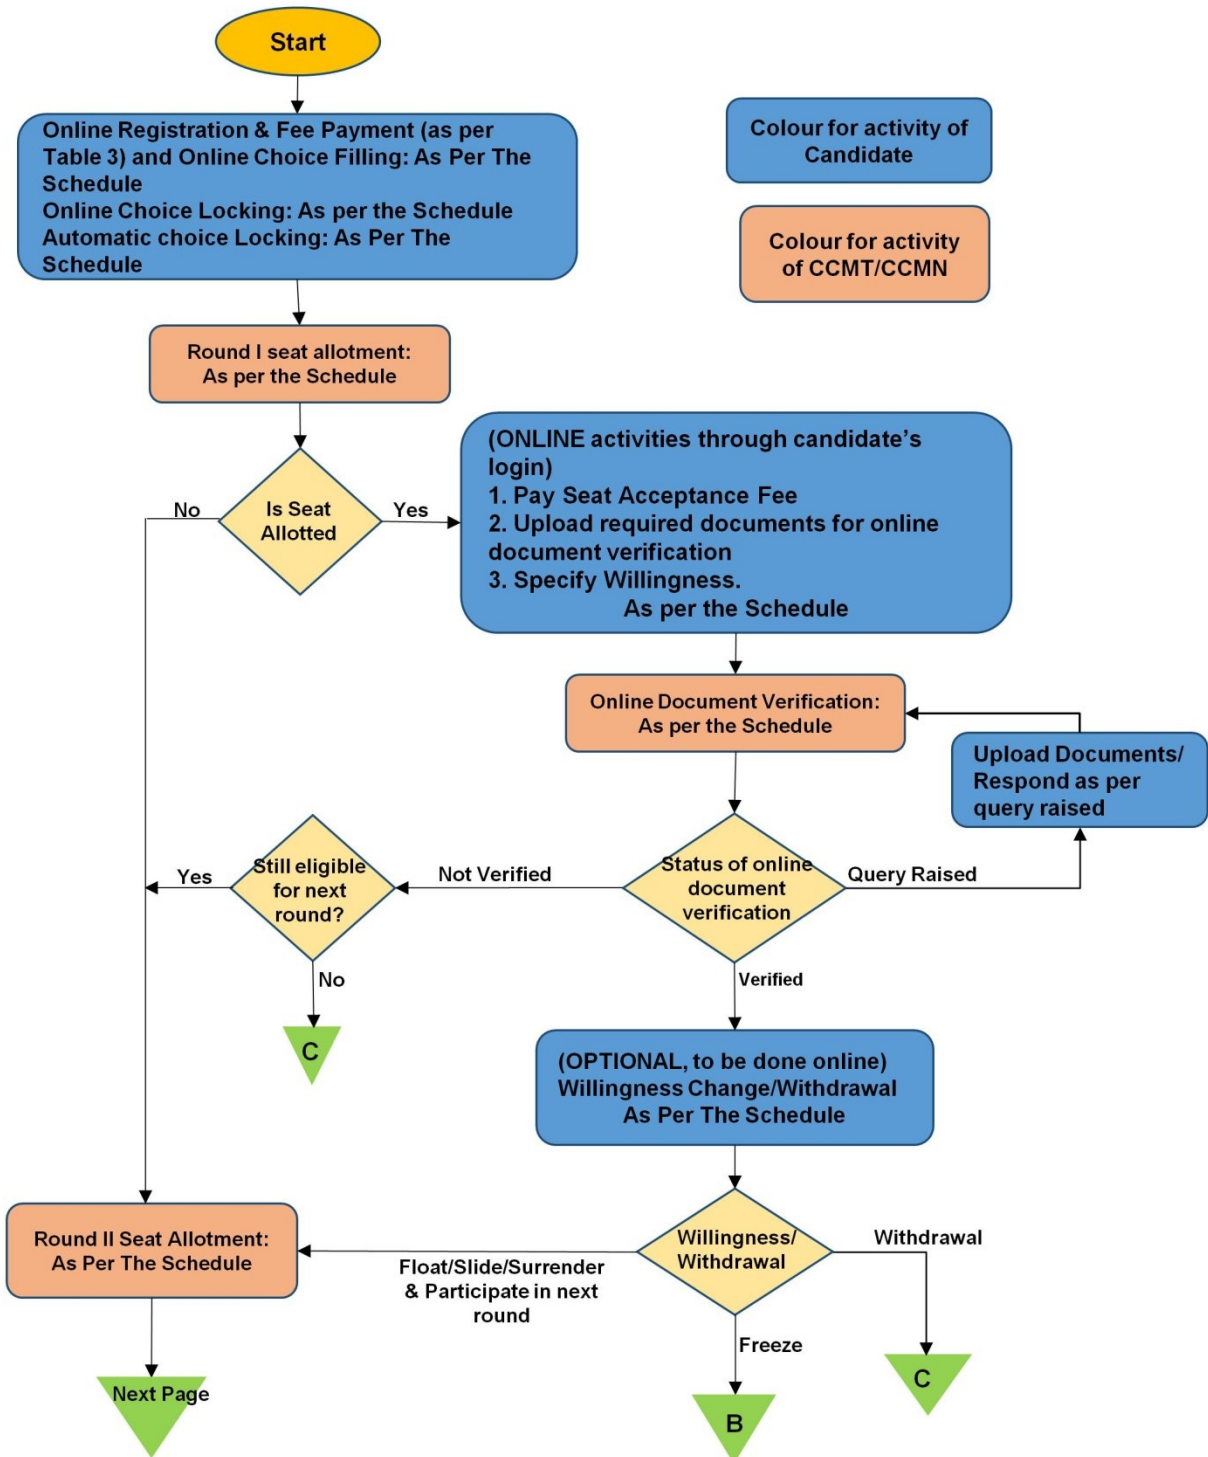 Start
Online Registration & Fee Payment (as per
Table 3) and Online Choice Filling: As Per The
Schedule
Online Choice Locking: As per the Schedule
Automatic choice Locking: As Per The
Schedule
Colour for activity of
Candidate
Colour for activity
of CCMT/CCMN
Round I seat allotment:
As per the Schedule
Is Seat
Allotted
No
Yes
(ONLINE activities through candidate's
login)
1. Pay Seat Acceptance Fee
2. Upload required documents for online
document verification
3. Specify Willingness.
As per the Schedule
Online Document Verification:
As per the Schedule
Upload Documents/
Respond as per
query raised
Status of online
document
verification
Query Raised
Not Verified
Still eligible
for next
round?
Yes
No
C
Verified
(OPTIONAL, to be done online)
Willingness Change/Withdrawal
As Per The Schedule
Willingness/
Withdrawal
Withdrawal
C
Float/Slide/Surrender
& Participate in next
round
Round II Seat Allotment:
As Per The Schedule
Freeze
B
Next Page